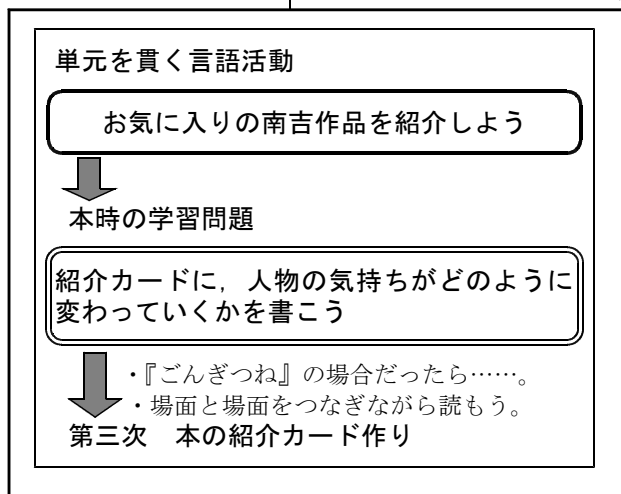 単元を貫く言語活動
お気に入りの南吉作品を紹介しよう
本時の学習問題
紹介カードに，人物の気持ちがどのように
変わっていくかを書こう
・『ごんぎつね』の場合だったら……。
・場面と場面をつなぎながら読もう。
第三次　本の紹介カード作り